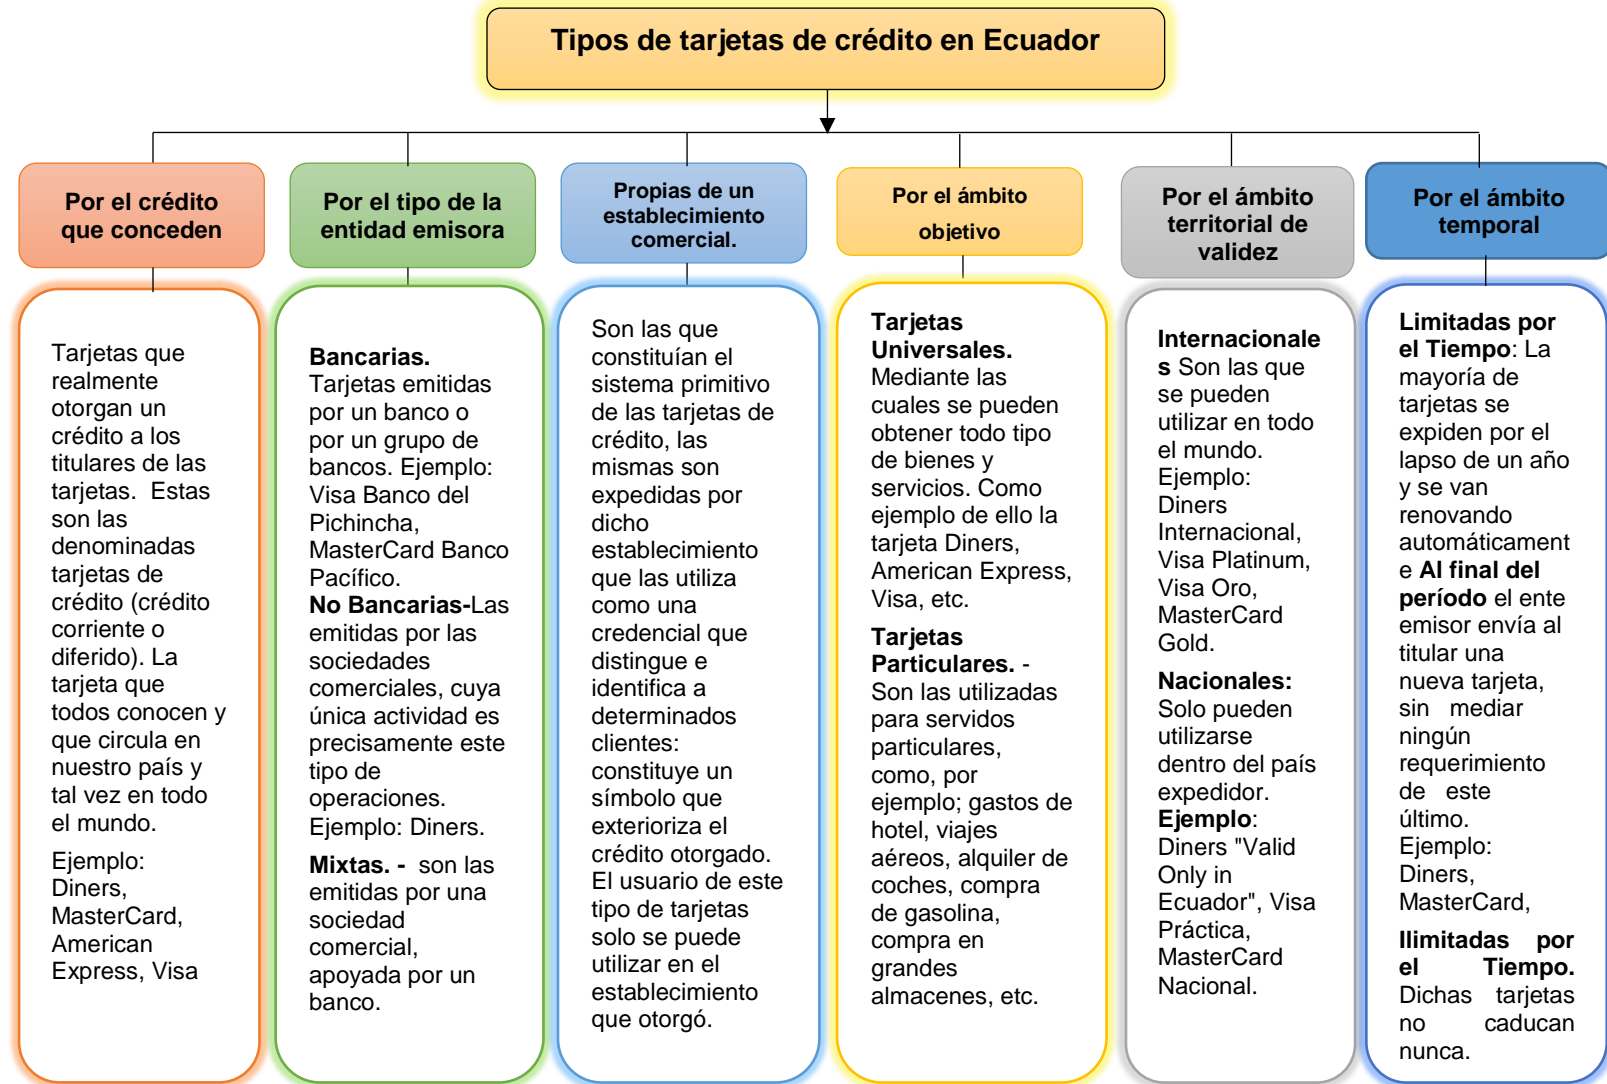 Tipos de tarjetas de crédito en Ecuador
Por el crédito
que conceden
Tarjetas que
realmente
otorgan un
crédito a los
titulares de las
tarjetas. Estas
son las
denominadas
tarjetas de
crédito (crédito
corriente o
diferido). La
tarjeta que
todos conocen y
que circula en
nuestro país y
tal vez en todo
el mundo.
Ejemplo:
Diners,
MasterCard,
American
Express, Visa
Por el tipo de la
entidad emisora
Bancarias.
Tarjetas emitidas
por un banco o
por un grupo de
bancos. Ejemplo:
Visa Banco del
Pichincha,
MasterCard Banco
Pacífico.
No Bancarias-Las
emitidas por las
sociedades
comerciales, cuya
única actividad es
precisamente este
tipo de
operaciones.
Ejemplo: Diners.
Mixtas. - son las
emitidas por una
sociedad
comercial,
apoyada por un
banco.
Propias de un
establecimiento
comercial.
Son las que
constituían el
sistema primitivo
de las tarjetas de
crédito, las
mismas son
expedidas por
dicho
establecimiento
que las utiliza
como una
credencial que
distingue e
identifica a
determinados
clientes:
constituye un
símbolo que
exterioriza el
crédito otorgado.
El usuario de este
tipo de tarjetas
solo se puede
utilizar en el
establecimiento
que otorgó.
Por el ámbito
objetivo
Tarjetas
Universales.
Mediante las
cuales se pueden
obtener todo tipo
de bienes y
servicios. Como
ejemplo de ello la
tarjeta Diners,
American Express,
Visa, etc.
Tarjetas
Particulares. -
Son las utilizadas
para servidos
particulares,
como, por
ejemplo; gastos de
hotel, viajes
aéreos, alquiler de
coches, compra
de gasolina,
compra en
grandes
almacenes, etc.
Por el ámbito
territorial de
validez
Internacionale
s Son las que
se pueden
utilizar en todo
el mundo.
Ejemplo:
Diners
Internacional,
Visa Platinum,
Visa Oro,
MasterCard
Gold.
Nacionales:
Solo pueden
utilizarse
dentro del país
expedidor.
Ejemplo:
Diners "Valid
Only in
Ecuador", Visa
Práctica,
MasterCard
Nacional.
Por el ámbito
temporal
Limitadas por
el Tiempo: La
mayoría de
tarjetas se
expiden por el
lapso de un año
y se van
renovando
automáticament
e Al final del
período el ente
emisor envía al
titular una
nueva tarjeta,
sin mediar
ningún
requerimiento
de este
último.
Ejemplo:
Diners,
MasterCard,
Ilimitadas por
el Tiempo.
Dichas tarjetas
no caducan
nunca.